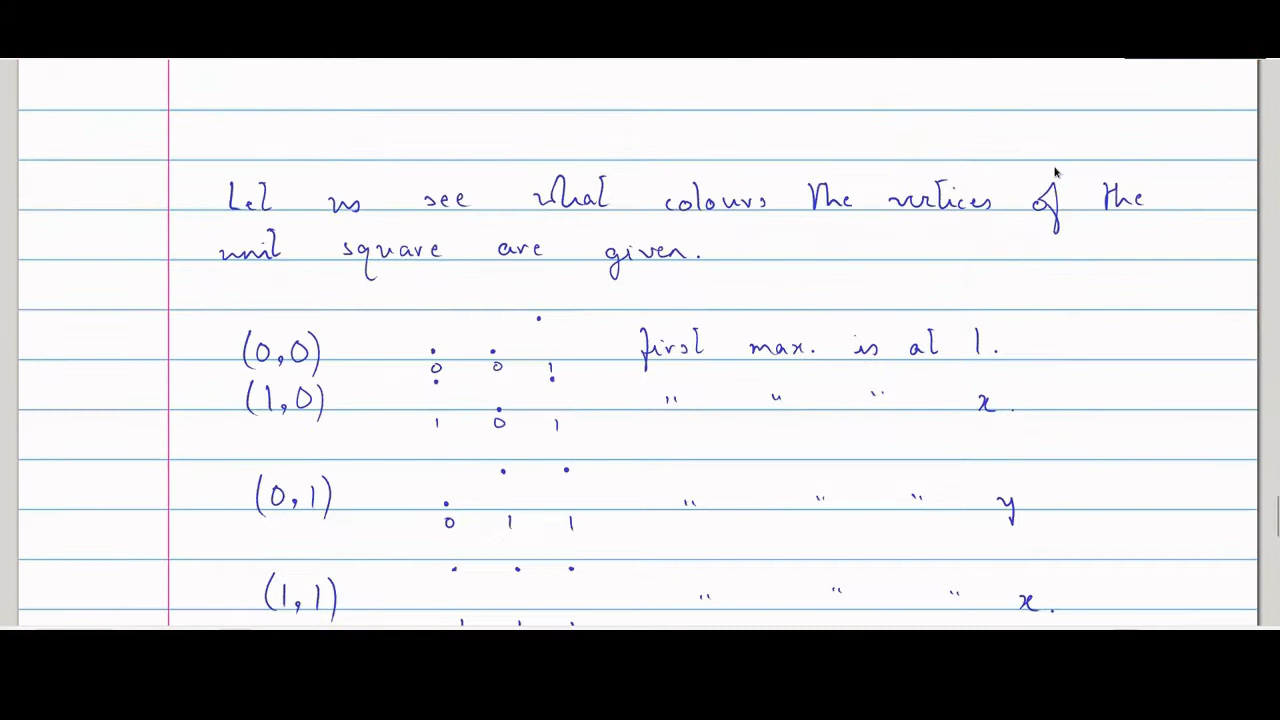 Let us see what colours the vertices of the
unit square are given.
(0,0) 0 0 1 first max. is at 1.
(1,0) 1 0 1 " " " x.
(0,1) 0 1 1 " " " y
(1,1) " " " x.